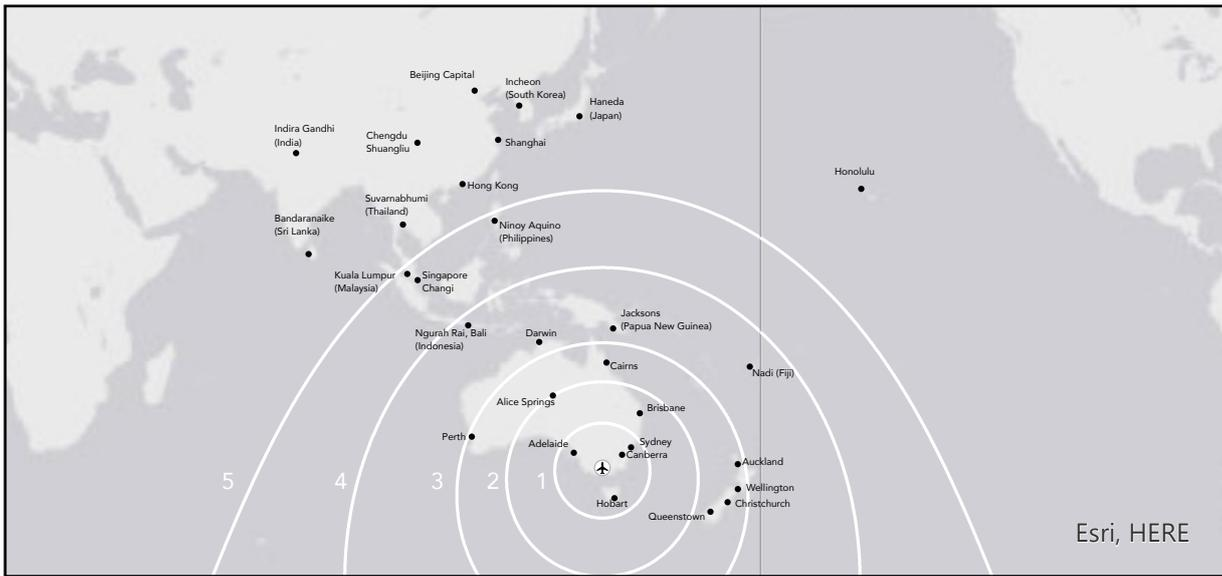 Beijing Capital
Incheon
(South Korea)
Haneda
(Japan)
Indira Gandhi
(India)
Chengdu
Shuangliu
Shanghai
Honolulu
Hong Kong
Suvarnabhumi
(Thailand)
Bandaranaike
(Sri Lanka)
Ninoy Aquino
(Philippines)
Kuala Lumpur
(Malaysia)
Singapore
Changi
Jacksons
(Papua New Guinea)
Ngurah Rai, Bali
(Indonesia)
Darwin
Cairns
Nadi (Fiji)
Alice Springs
Brisbane
Perth
Adelaide
Sydney
Canberra
Auckland
5
4
3
2
1
Wellington
Hobart
Christchurch
Queenstown
Esri, HERE